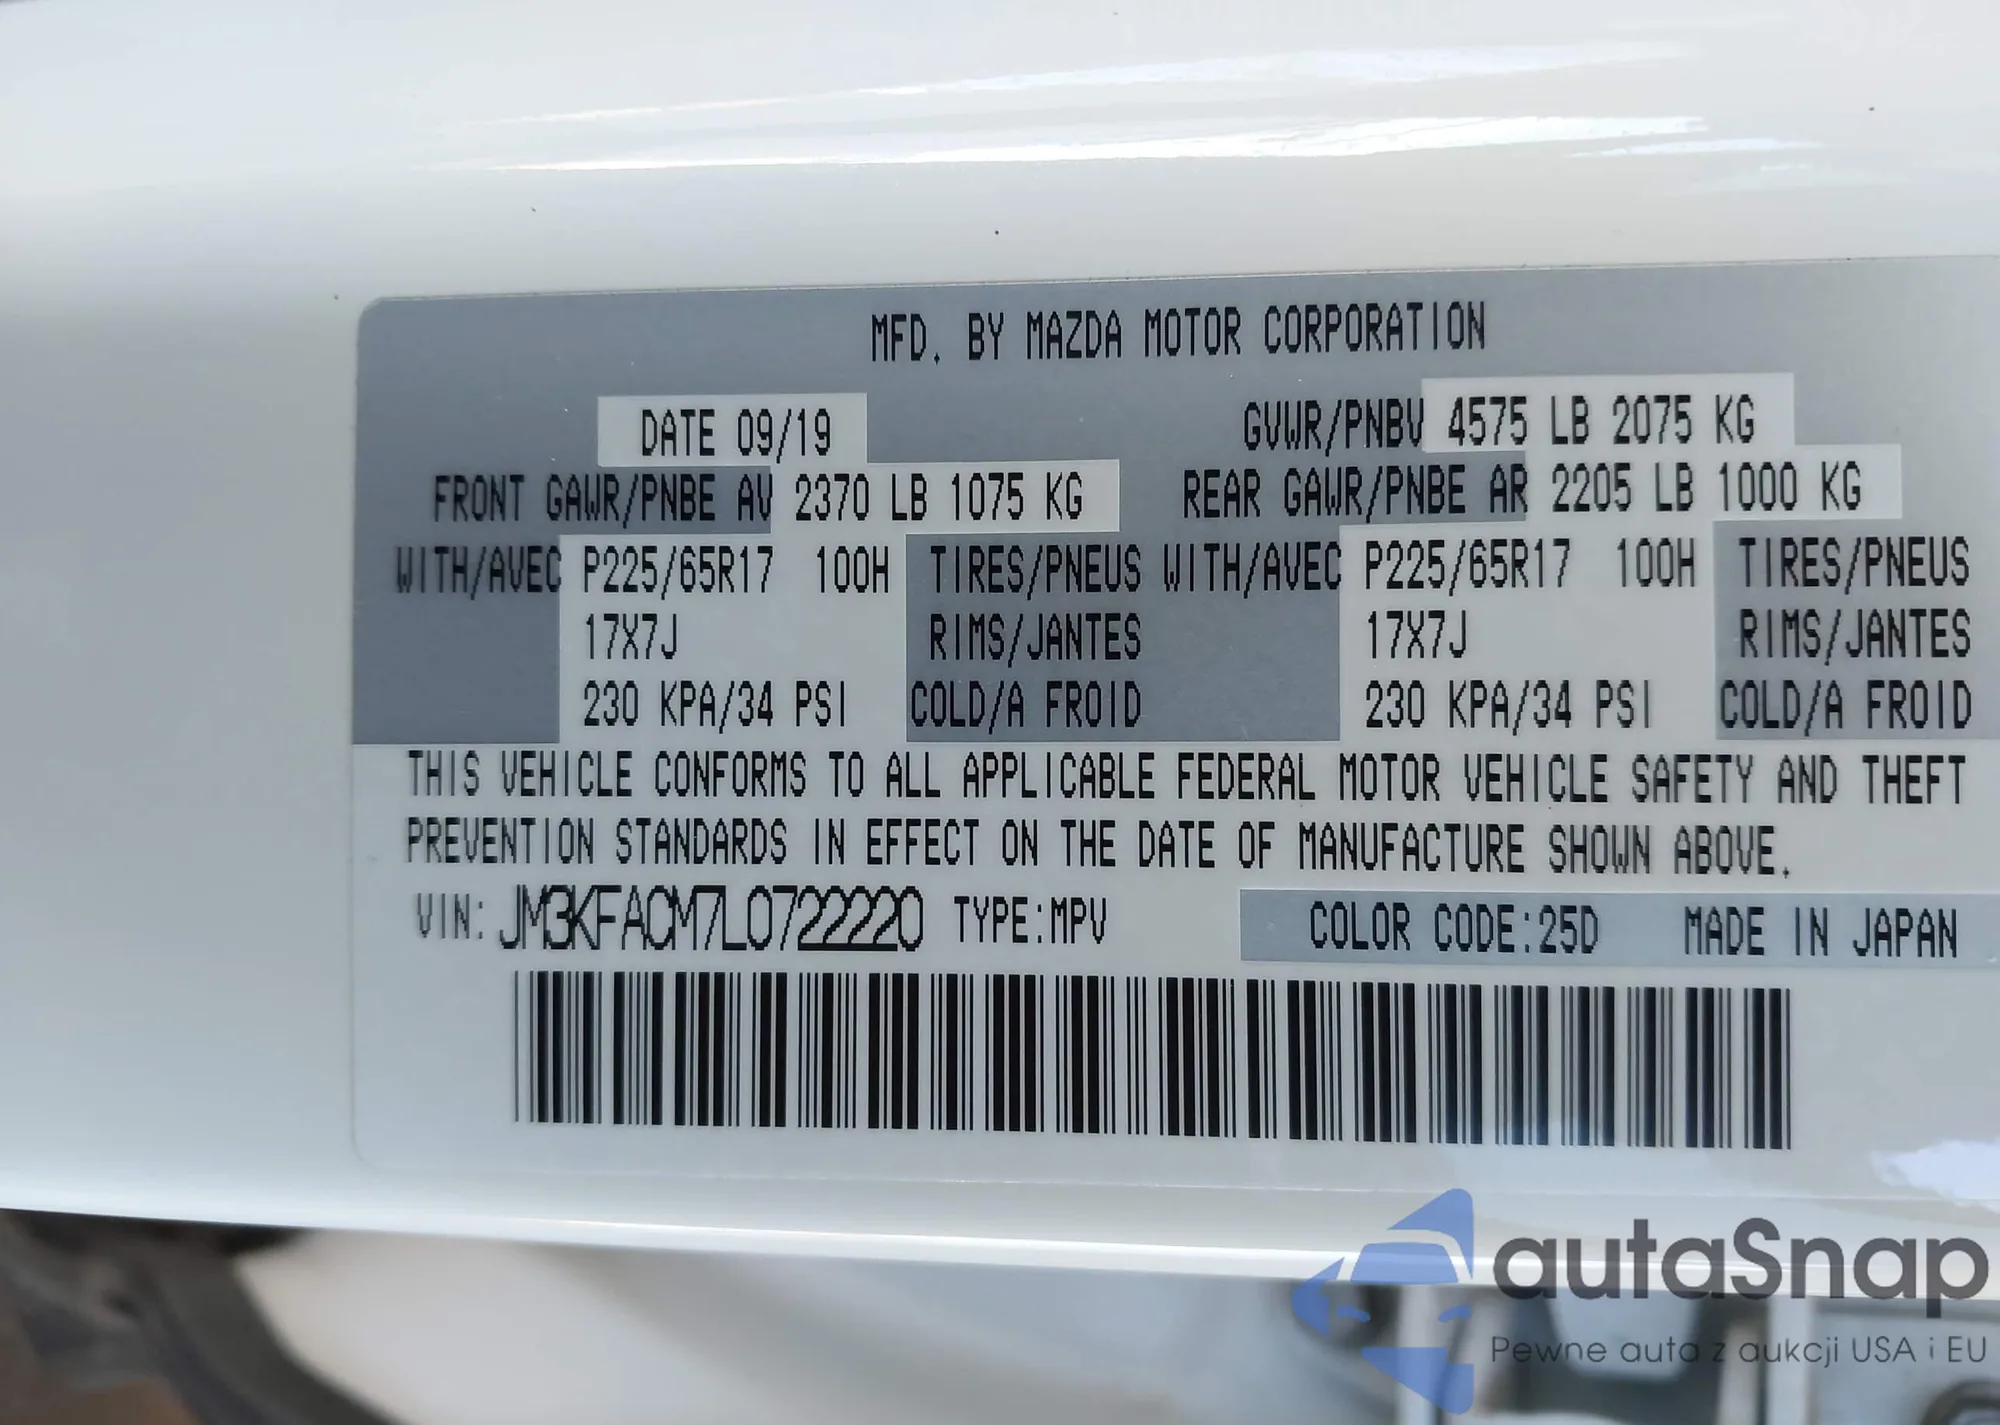 MFD. BY MAZDA MOTOR CORPORATION
DATE 09/19 GVWR/PNBV 4575 LB 2075 KG
FRONT GAWR/PNBE AV 2370 LB 1075 KG REAR GAWR/PNBE AR 2205 LB 1000 KG
WITH/AVEC P225/65R17 100H TIRES/PNEUS WITH/AVEC P225/65R17 100H TIRES/PNEUS
17X7J RIMS/JANTES 17X7J RIMS/JANTES
230 KPA/34 PSI COLD/A FROID 230 KPA/34 PSI COLD/A FROID
THIS VEHICLE CONFORMS TO ALL APPLICABLE FEDERAL MOTOR VEHICLE SAFETY AND THEFT
PREVENTION STANDARDS IN EFFECT ON THE DATE OF MANUFACTURE SHOWN ABOVE.
VIN: JM3KFACM7L0722220 TYPE:MPV COLOR CODE:25D MADE IN JAPAN
autaSnap
Pewne auta z aukcji USA i EU